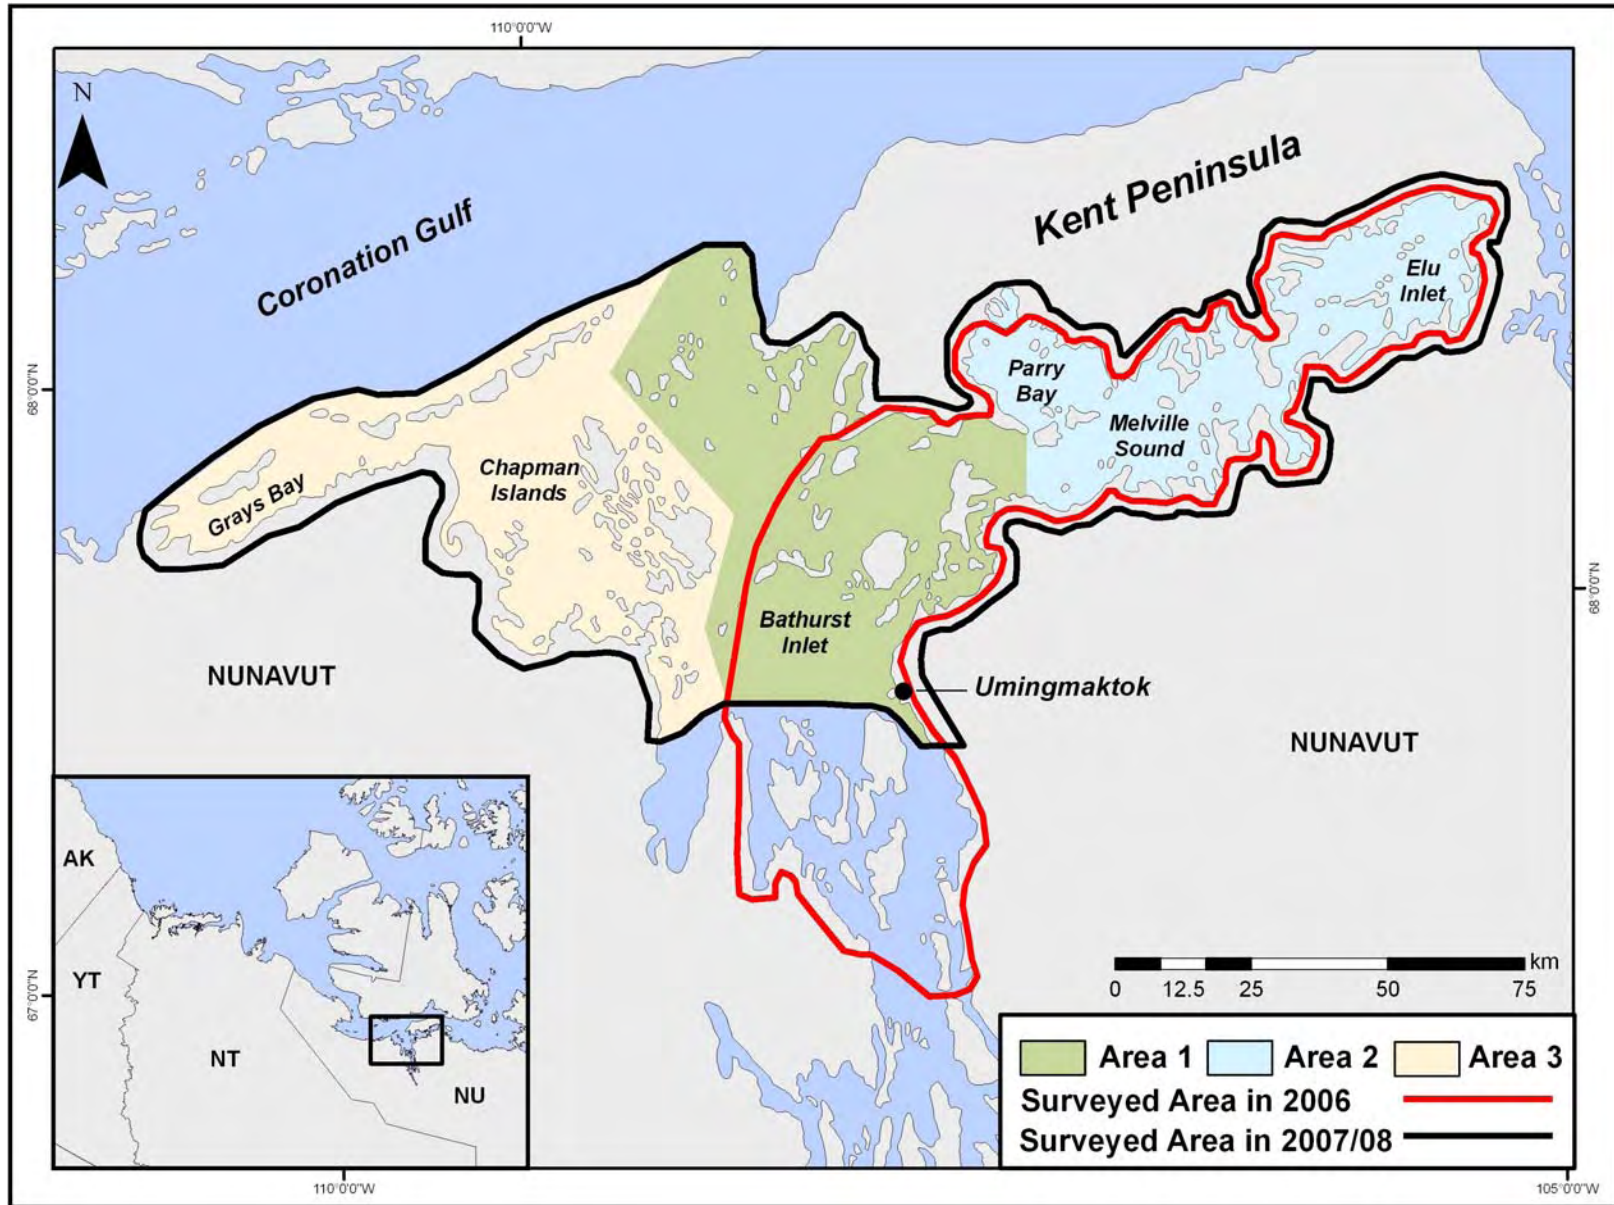 110°0'0"W
N
Kent Peninsula
Coronation Gulf
Elu
Inlet
68°0'0"N
Parry
Bay
Melville
Sound
Chapman
Islands
Grays Bay
68°0'0"N
Bathurst
Inlet
NUNAVUT
Umingmaktok
NUNAVUT
AK
YT
NT
NU
67°0'0"N
km
0 12.5 25 50 75
Area 1 Area 2 Area 3
Surveyed Area in 2006
Surveyed Area in 2007/08
110°0'0"W
105°0'0"W